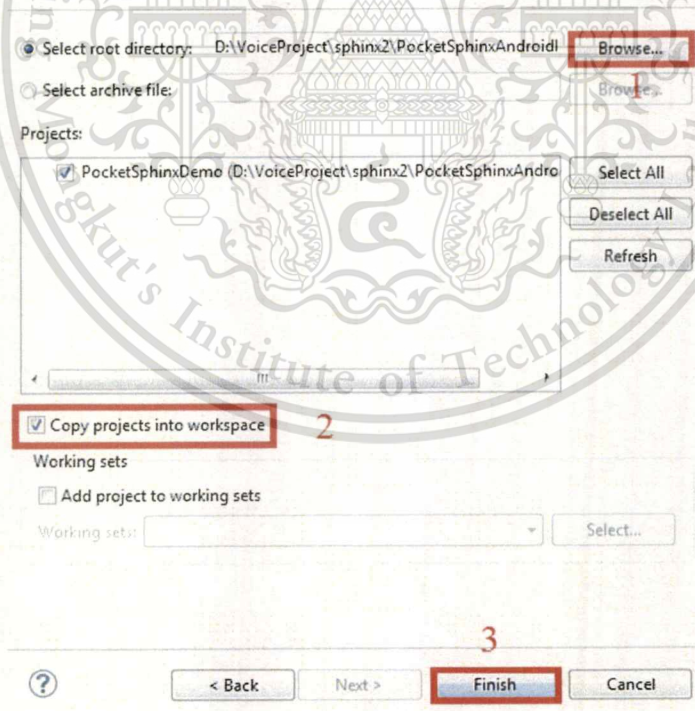 Select root directory: D:\VoiceProject\sphinx2\PocketSphinxAndroidI Browse...
1
Select archive file: Browse...
Projects:
PocketSphinxDemo (D:\VoiceProject\sphinx2\PocketSphinxAndro Select All
Deselect All
Refresh
Mongkut's Institute of Technology
Copy projects into workspace 2
Working sets
Add project to working sets
Working sets: Select...
3
? < Back Next > Finish Cancel